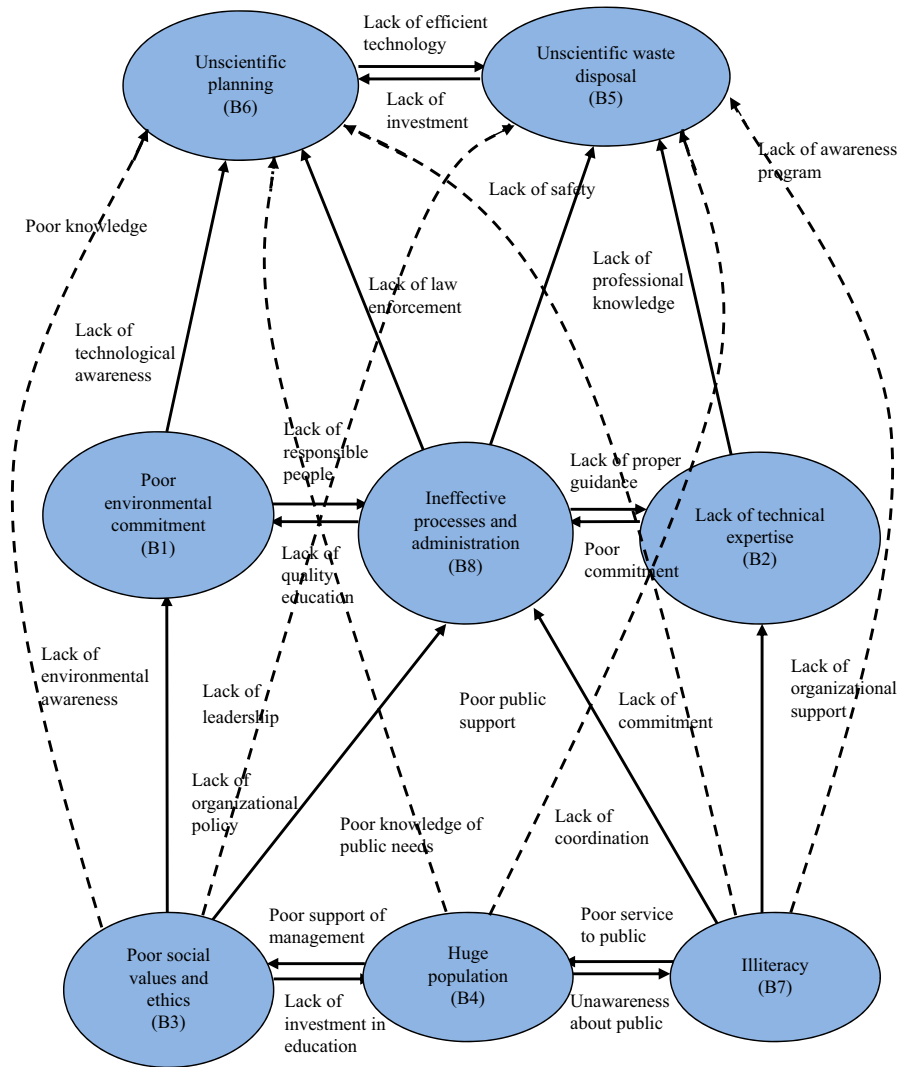 Lack of efficient
technology
Unscientific
planning
(B6)
Unscientific waste
disposal
(B5)
Lack of
investment
Lack of awareness
program
Lack of safety
Poor knowledge
Lack of
professional
knowledge
Lack of law
enforcement
Lack of
technological
awareness
Lack of
responsible
people
Lack of proper
guidance
Poor
environmental
commitment
(B1)
Ineffective
processes and
administration
(B8)
Lack of technical
expertise
(B2)
Lack of
quality
education
Poor
commitment
Lack of
environmental
awareness
Lack of
leadership
Poor public
support
Lack of
commitment
Lack of
organizational
support
Lack of
organizational
policy
Poor knowledge of
public needs
Lack of
coordination
Poor support of
management
Poor service
to public
Poor social
values and
ethics
(B3)
Huge
population
(B4)
Illiteracy
(B7)
Lack of
investment in
education
Unawareness
about public